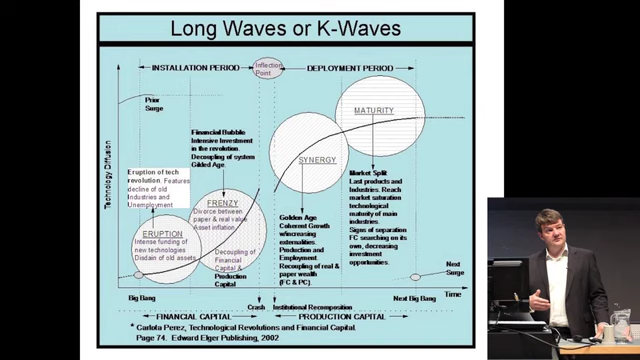 Long Waves or K-Waves
INSTALLATION PERIOD
Inflection
Point
DEPLOYMENT PERIOD
Prior
Surge
Financial Bubble
Intensive Investment
in the revolution.
Decoupling of system
Gilded Age
MATURITY
SYNERGY
Eruption of tech
revolution. Features
decline of old
Industries and
Unemployment
Technology Diffusion
FRENZY
Divorce between
paper & real value
Asset inflation
Decoupling of
Financial
Capital &
Production
Capital
ERUPTION
Intense funding of
new technologies
Disdain of old assets
Golden Age
Coherent Growth
w/increasing
externalities.
Production and
Employment.
Recoupling of real &
paper wealth
(FC & PC).
Market Split
Last products and
Industries. Reach
market saturation
technological
maturity of main
industries.
Signs of separation
FC searching on its
own, decreasing
investment
opportunities.
Next
Surge
Big Bang
Crash
Institutional Recomposition
Next Big Bang
Time
FINANCIAL CAPITAL
PRODUCTION CAPITAL
* Carlota Perez, Technological Revolutions and Financial Capital.
Page 74. Edward Elger Publishing, 2002